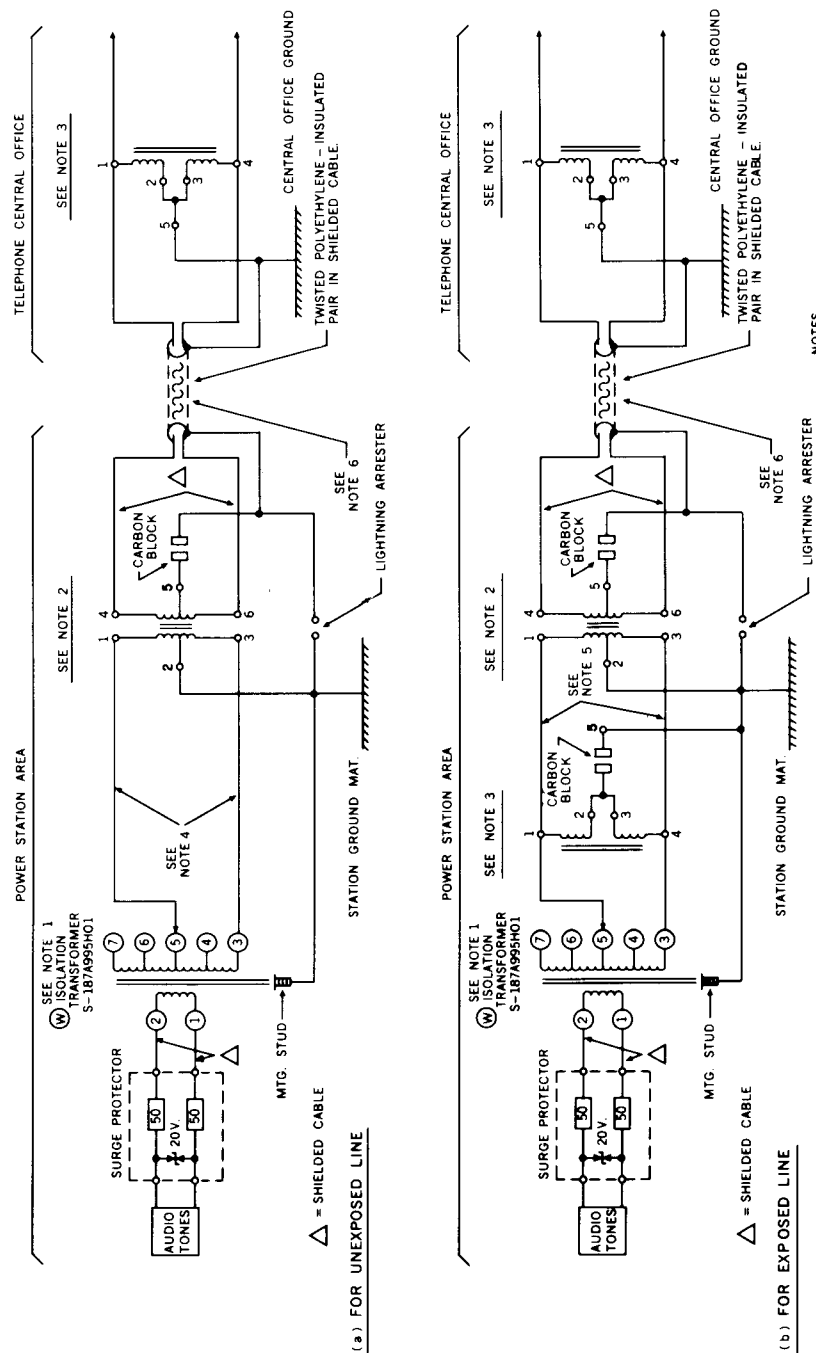 POWER STATION AREA
TELEPHONE CENTRAL OFFICE
SEE NOTE 1
W ISOLATION
TRANSFORMER
S-187A995H01
SEE NOTE 2
SEE NOTE 3
SURGE PROTECTOR
AUDIO
TONES
20V.
50
50
2
1
7
6
5
4
3
SEE
NOTE 4
1
2
3
4
5
6
CARBON
BLOCK
1
2
3
4
5
MTG. STUD
STATION GROUND MAT.
LIGHTNING ARRESTER
SEE
NOTE 6
TWISTED POLYETHYLENE - INSULATED
PAIR IN SHIELDED CABLE.
CENTRAL OFFICE GROUND
= SHIELDED CABLE
(a) FOR UNEXPOSED LINE
POWER STATION AREA
TELEPHONE CENTRAL OFFICE
SEE NOTE 1
W ISOLATION
TRANSFORMER
S-187A995H01
SEE NOTE 3
SEE NOTE 2
SEE NOTE 3
SURGE PROTECTOR
AUDIO
TONES
20V.
50
50
2
1
7
6
5
4
3
1
2
3
4
CARBON
BLOCK
5
SEE
NOTE 5
1
2
3
4
5
6
CARBON
BLOCK
1
2
3
4
5
MTG. STUD
STATION GROUND MAT.
LIGHTNING ARRESTER
SEE
NOTE 6
TWISTED POLYETHYLENE - INSULATED
PAIR IN SHIELDED CABLE.
CENTRAL OFFICE GROUND
= SHIELDED CABLE
(b) FOR EXPOSED LINE